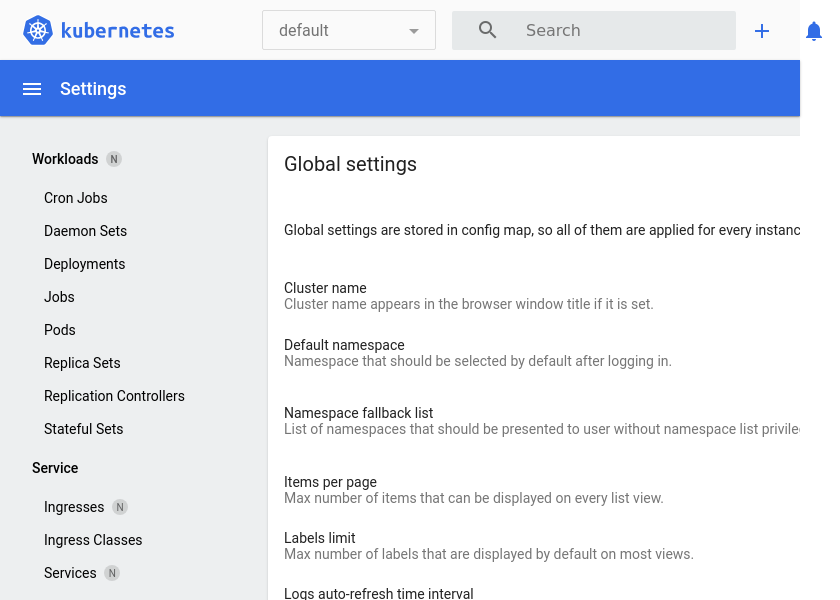 kubernetes
default
Search
Settings
Workloads N
Cron Jobs
Daemon Sets
Deployments
Jobs
Pods
Replica Sets
Replication Controllers
Stateful Sets
Service
Ingresses N
Ingress Classes
Services N
Global settings
Global settings are stored in config map, so all of them are applied for every instanc
Cluster name
Cluster name appears in the browser window title if it is set.
Default namespace
Namespace that should be selected by default after logging in.
Namespace fallback list
List of namespaces that should be presented to user without namespace list privile
Items per page
Max number of items that can be displayed on every list view.
Labels limit
Max number of labels that are displayed by default on most views.
Logs auto-refresh time interval